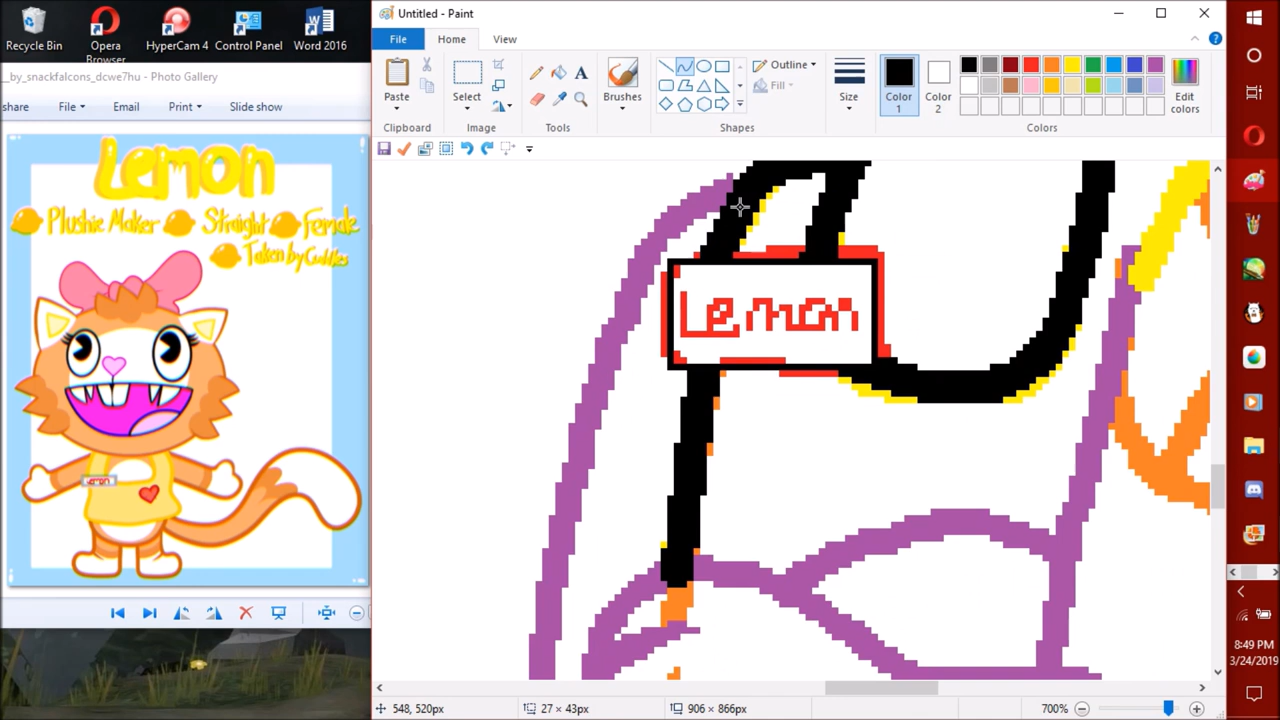 Recycle Bin
Opera Browser
HyperCam 4
Control Panel
Word 2016
_by_snackfalcons_dcwe7hu - Photo Gallery
share File Email Print Slide show
Lemon
Plushie Maker Straight Female
Taken by Cuddles
Lemon
Untitled - Paint
File Home View
Paste
Clipboard
Select
Image
A
Tools
Brushes
Outline
Fill
Shapes
Size
Color 1
Color 2
Edit colors
Colors
Lemon
548, 520px
27 × 43px
906 × 866px
700%
8:49 PM
3/24/2019